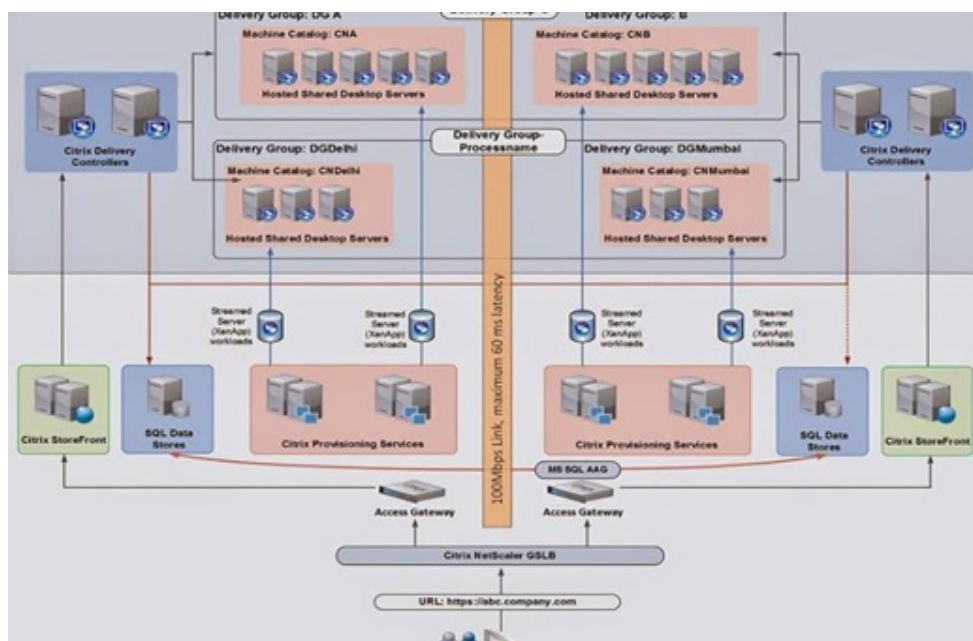 Delivery Group: DG A
Delivery Group: B
Machine Catalog: CNA
Machine Catalog: CNB
Hosted Shared Desktop Servers
Hosted Shared Desktop Servers
Citrix Delivery
Controllers
Citrix Delivery
Controllers
Delivery Group-
Processname
Delivery Group: DGDelhi
Delivery Group: DGMumbai
Machine Catalog: CNDelhi
Machine Catalog: CNMumbai
Hosted Shared Desktop Servers
Hosted Shared Desktop Servers
100Mbps Link, maximum 60 ms latency
Streamed
Server
(XenApp)
workloads
Streamed
Server
(XenApp)
workloads
Streamed
Server
(XenApp)
workloads
Streamed
Server
(XenApp)
workloads
Citrix StoreFront
SQL Data
Stores
Citrix Provisioning Services
Citrix Provisioning Services
SQL Data
Stores
Citrix StoreFront
MS SQL AAG
Access Gateway
Access Gateway
Citrix NetScaler GSLB
URL: https://sbc.company.com